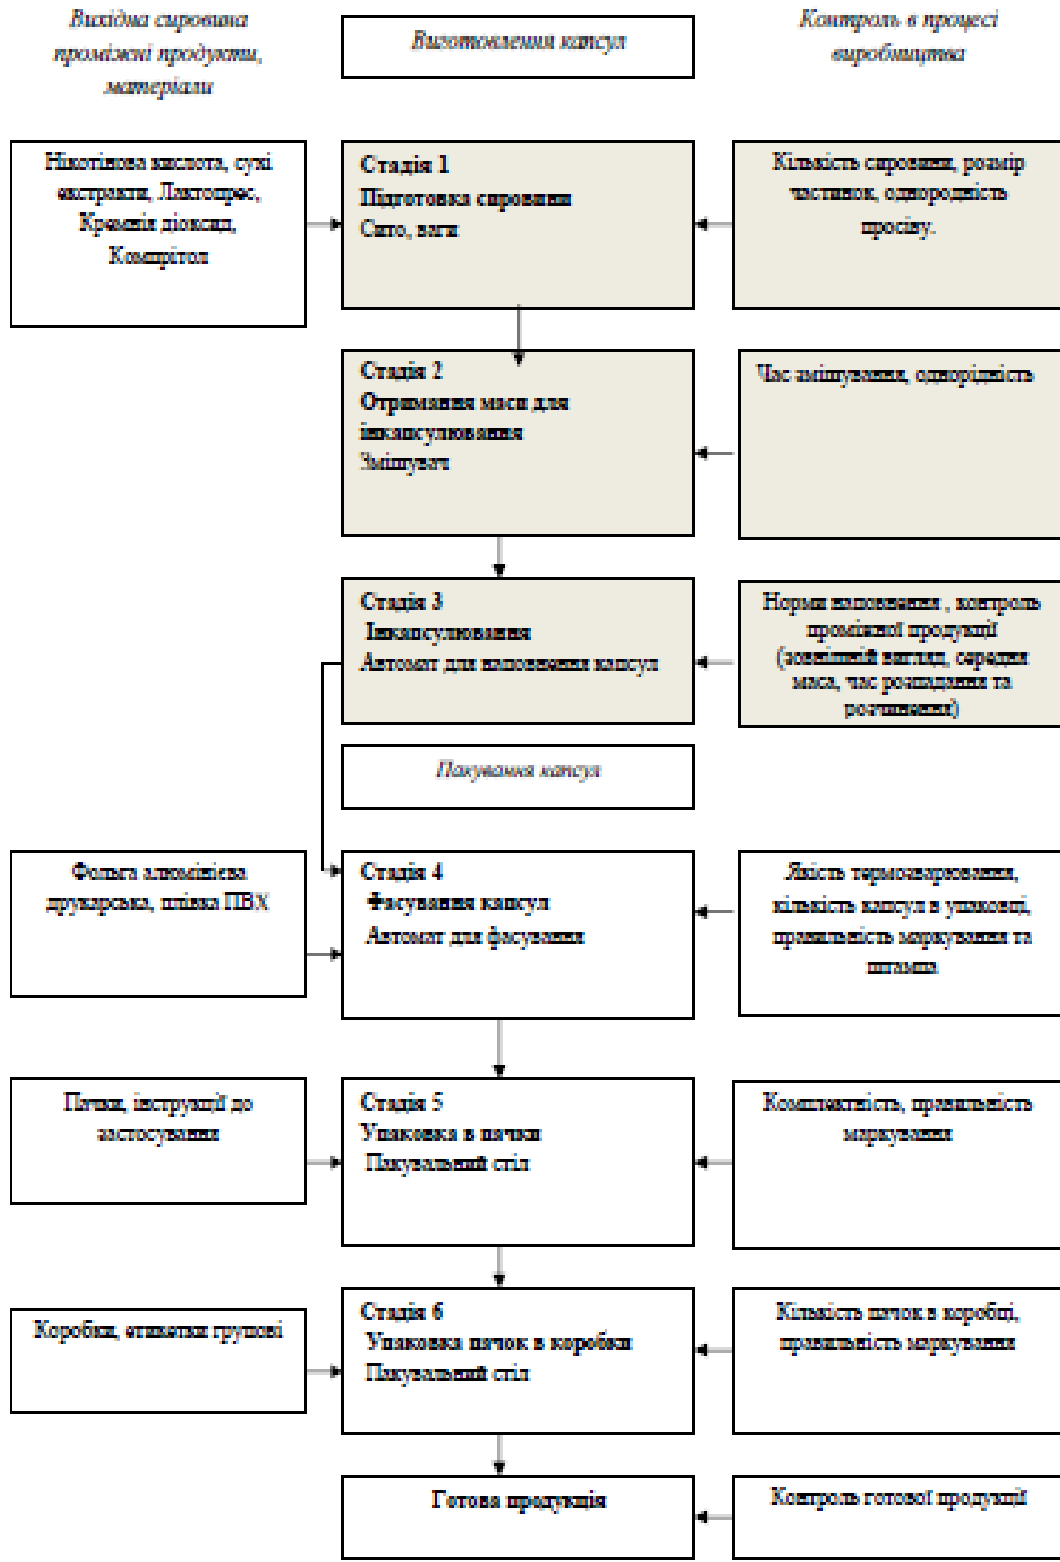 Вихідна сировина
проміжні продукти,
матеріали
Виготовлення капсул
Контроль в процесі
виробництва
Нікотінова кислота, сухі
екстракти, Лактопрес,
Кремнія діоксид,
Компрітол
Стадія 1
Підготовка сировини
Сито, ваги
Кількість сировини, розмір
частинок, однородність
просіву.
Стадія 2
Отримання маси для
інкапсулювання
Змішувач
Час змішування, однорідність
Стадія 3
Інкапсулювання
Автомат для наповнення капсул
Норми наповнення , контроль
проміжної продукції
(зовнішній вигляд, середня
маса, час розпадання та
розчинення)
Пакування капсул
Фольга алюмінієва
друкарська, плівка ПВХ
Стадія 4
Фасування капсул
Автомат для фасування
Якість термозварювання,
кількість капсул в упаковці,
правильність маркування та
штампа
Пачки, інструкції до
застосування
Стадія 5
Упаковка в пачки
Пакувальний стіл
Комплектність, правильність
маркування
Коробки, етикетки групові
Стадія 6
Упаковка пачок в коробки
Пакувальний стіл
Кількість пачок в коробці,
правильність маркування
Готова продукція
Контроль готової продукції